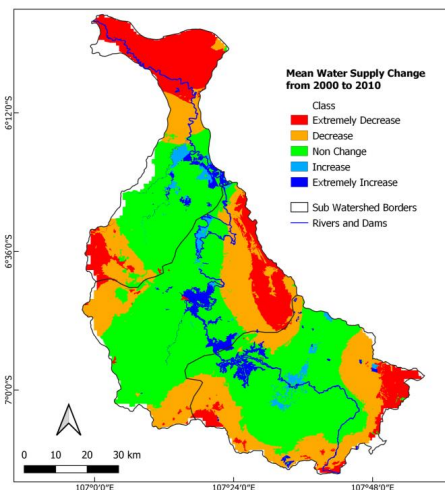 Mean Water Supply Change
from 2000 to 2010
Class
Extremely Decrease
Decrease
Non Change
Increase
Extremely Increase
Sub Watershed Borders
Rivers and Dams
6°12'0"S
6°36'0"S
7°0'0"S
0 10 20 30 km
107°0'0"E 107°24'0"E 107°48'0"E